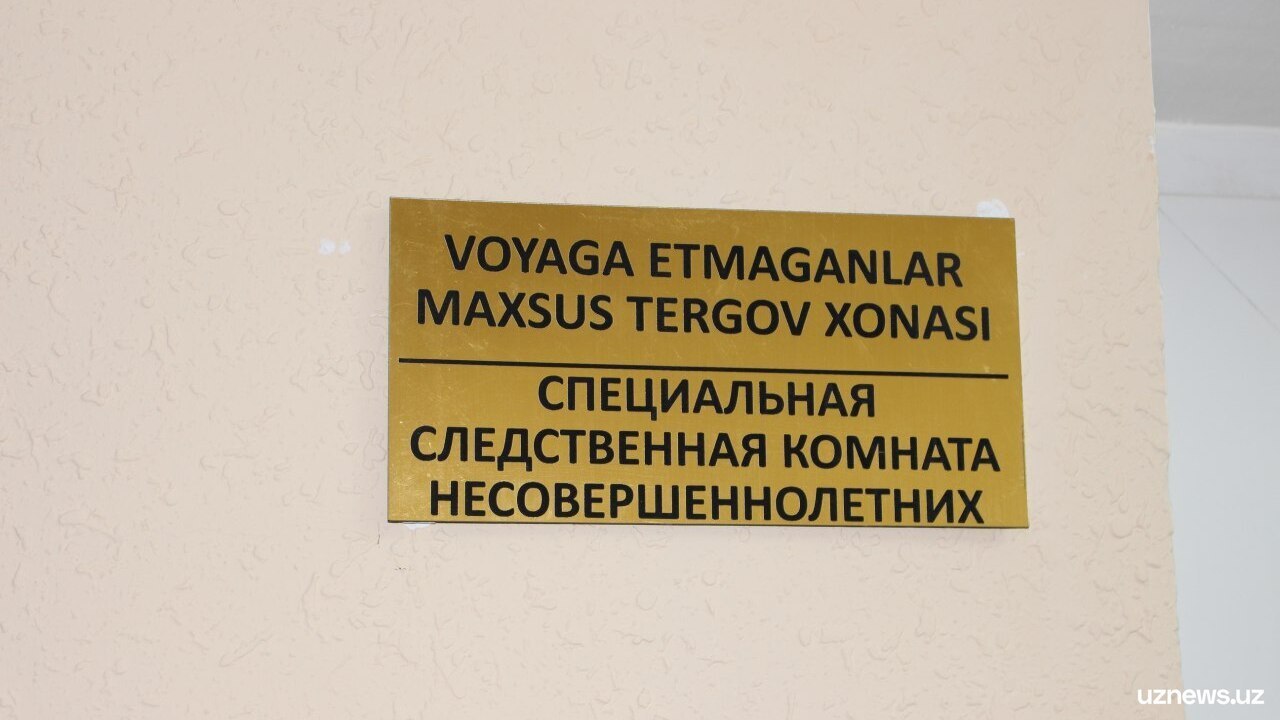 VOYAGA ETMAGANLAR
MAXSUS TERGOV XONASI
СПЕЦИАЛЬНАЯ
СЛЕДСТВЕННАЯ КОМНАТА
НЕСОВЕРШЕННОЛЕТНИХ
uznews.uz